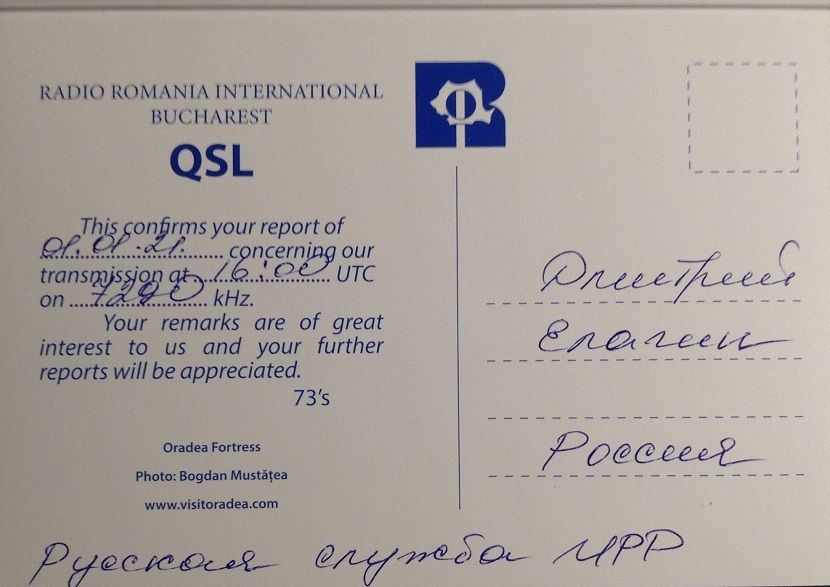 RADIO ROMANIA INTERNATIONAL
BUCHAREST
QSL
This confirms your report of
01.01.21. concerning our
transmission at 16:00 UTC
on 7290 kHz.
Your remarks are of great
interest to us and your further
reports will be appreciated.
73's
Oradea Fortress
Photo: Bogdan Mustățea
www.visitoradea.com
Дмитрий
Елагин
Россия
Русская служба ИРР